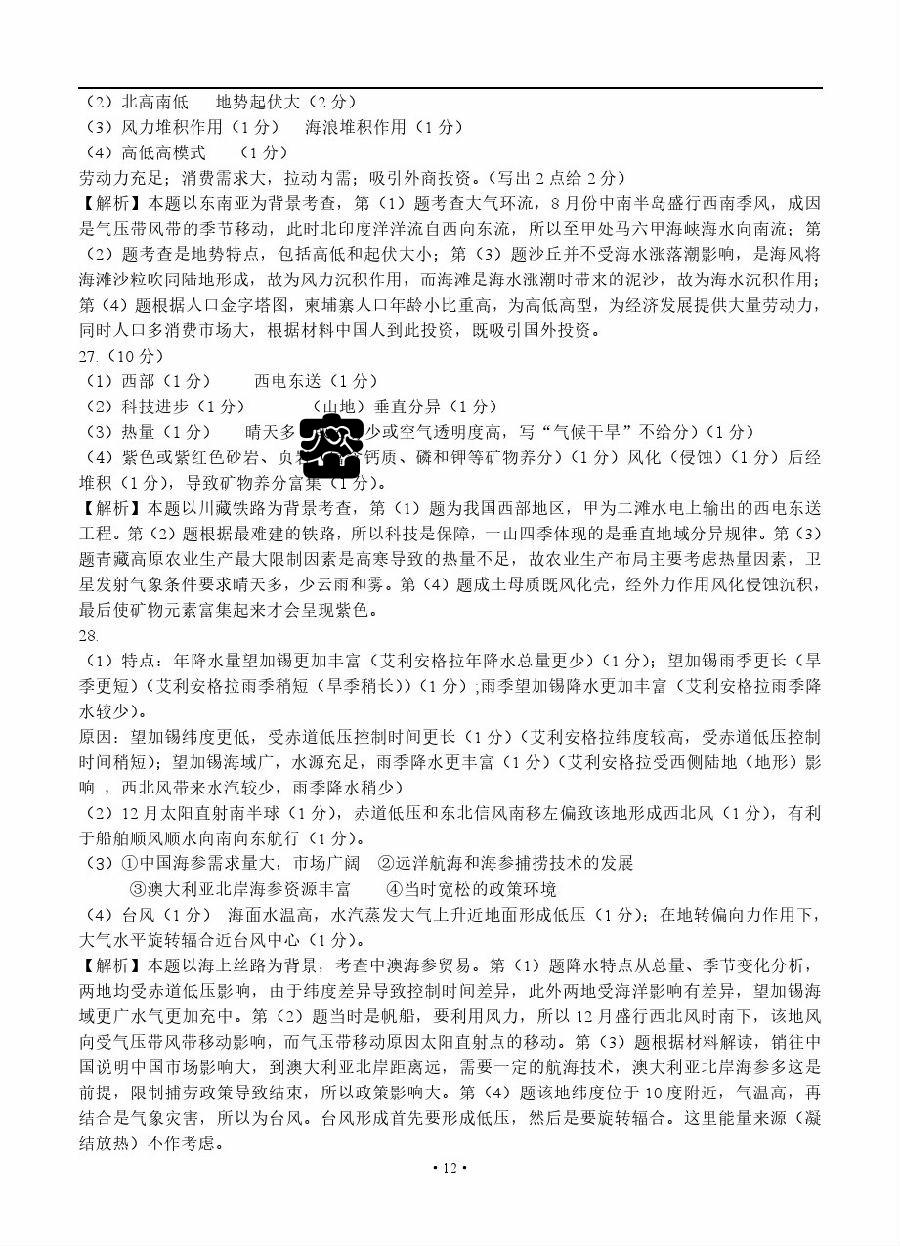 （2）北高南低　地势起伏大（2分）
（3）风力堆积作用（1分）　海浪堆积作用（1分）
（4）高低高模式　（1分）
劳动力充足；消费需求大，拉动内需；吸引外商投资。（写出2点给2分）
【解析】本题以东南亚为背景考查，第（1）题考查大气环流，8月份中南半岛盛行西南季风，成因
是气压带风带的季节移动，此时北印度洋洋流自西向东流，所以至甲处马六甲海峡海水向南流；第
（2）题考查是地势特点，包括高低和起伏大小；第（3）题沙丘并不受海水涨落潮影响，是海风将
海滩沙粒吹向陆地形成，故为风力沉积作用，而海滩是海水涨潮时带来的泥沙，故为海水沉积作用；
第（4）题根据人口金字塔图，柬埔寨人口年龄小比重高，为高低高型，为经济发展提供大量劳动力，
同时人口多消费市场大，根据材料中国人到此投资，既吸引国外投资。
27.（10分）
（1）西部（1分）　西电东送（1分）
（2）科技进步（1分）　（山地）垂直分异（1分）
（3）热量（1分）　晴天多 少或空气透明度高，写“气候干旱”不给分）（1分）
（4）紫色或紫红色砂岩、页 钙质、磷和钾等矿物养分）（1分）风化（侵蚀）（1分）后经
堆积（1分），导致矿物养分富集（1分）。
【解析】本题以川藏铁路为背景考查，第（1）题为我国西部地区，甲为二滩水电上输出的西电东送
工程。第（2）题根据最难建的铁路，所以科技是保障，一山四季体现的是垂直地域分异规律。第（3）
题青藏高原农业生产最大限制因素是高寒导致的热量不足，故农业生产布局主要考虑热量因素，卫
星发射气象条件要求晴天多，少云雨和雾。第（4）题成土母质既风化壳，经外力作用风化侵蚀沉积，
最后使矿物元素富集起来才会呈现紫色。
28.
（1）特点：年降水量望加锡更加丰富（艾利安格拉年降水总量更少）（1分）；望加锡雨季更长（旱
季更短）（艾利安格拉雨季稍短（旱季稍长））（1分）;雨季望加锡降水更加丰富（艾利安格拉雨季降
水较少）。
原因：望加锡纬度更低，受赤道低压控制时间更长（1分）（艾利安格拉纬度较高，受赤道低压控制
时间稍短）；望加锡海域广，水源充足，雨季降水更丰富（1分）（艾利安格拉受西侧陆地（地形）影
响，西北风带来水汽较少，雨季降水稍少）
（2）12月太阳直射南半球（1分），赤道低压和东北信风南移左偏致该地形成西北风（1分），有利
于船舶顺风顺水向南向东航行（1分）。
（3）①中国海参需求量大，市场广阔　②远洋航海和海参捕捞技术的发展
③澳大利亚北岸海参资源丰富　④当时宽松的政策环境
（4）台风（1分）　海面水温高，水汽蒸发大气上升近地面形成低压（1分）；在地转偏向力作用下，
大气水平旋转辐合近台风中心（1分）。
【解析】本题以海上丝路为背景，考查中澳海参贸易。第（1）题降水特点从总量、季节变化分析，
两地均受赤道低压影响，由于纬度差异导致控制时间差异，此外两地受海洋影响有差异，望加锡海
域更广水气更加充中。第（2）题当时是帆船，要利用风力，所以12月盛行西北风时南下，该地风
向受气压带风带移动影响，而气压带移动原因太阳直射点的移动。第（3）题根据材料解读，销往中
国说明中国市场影响大，到澳大利亚北岸距离远，需要一定的航海技术，澳大利亚北岸海参多这是
前提，限制捕劳政策导致结束，所以政策影响大。第（4）题该地纬度位于10度附近，气温高，再
结合是气象灾害，所以为台风。台风形成首先要形成低压，然后是要旋转辐合。这里能量来源（凝
结放热）不作考虑。
·12·